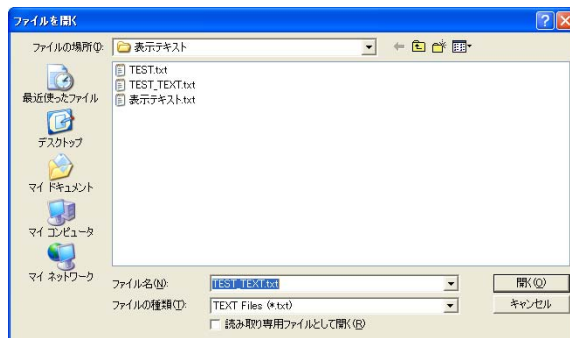 ファイルを開く
ファイルの場所(I):
表示テキスト
最近使ったファイル
デスクトップ
マイ ドキュメント
マイ コンピュータ
マイ ネットワーク
TEST.txt
TEST_TEXT.txt
表示テキスト.txt
ファイル名(N):
TEST_TEXT.txt
開く(O)
ファイルの種類(T):
TEXT Files (*.txt)
キャンセル
読み取り専用ファイルとして開く(R)